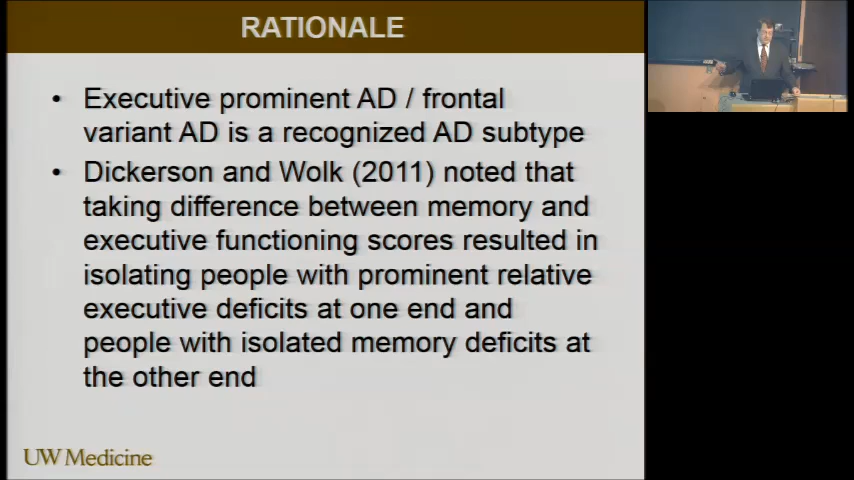 RATIONALE
• Executive prominent AD / frontal
variant AD is a recognized AD subtype
• Dickerson and Wolk (2011) noted that
taking difference between memory and
executive functioning scores resulted in
isolating people with prominent relative
executive deficits at one end and
people with isolated memory deficits at
the other end
UW Medicine